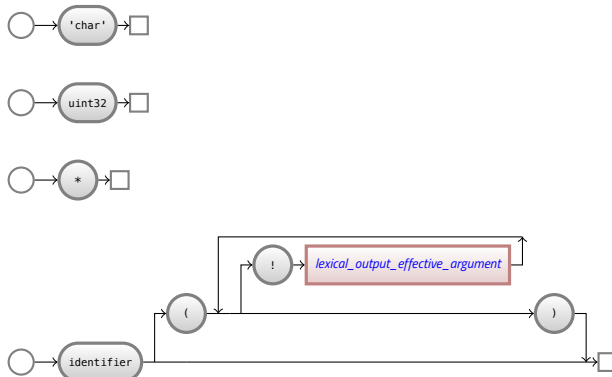 'char'
uint32
*
! lexical_output_effective_argument
( )
identifier